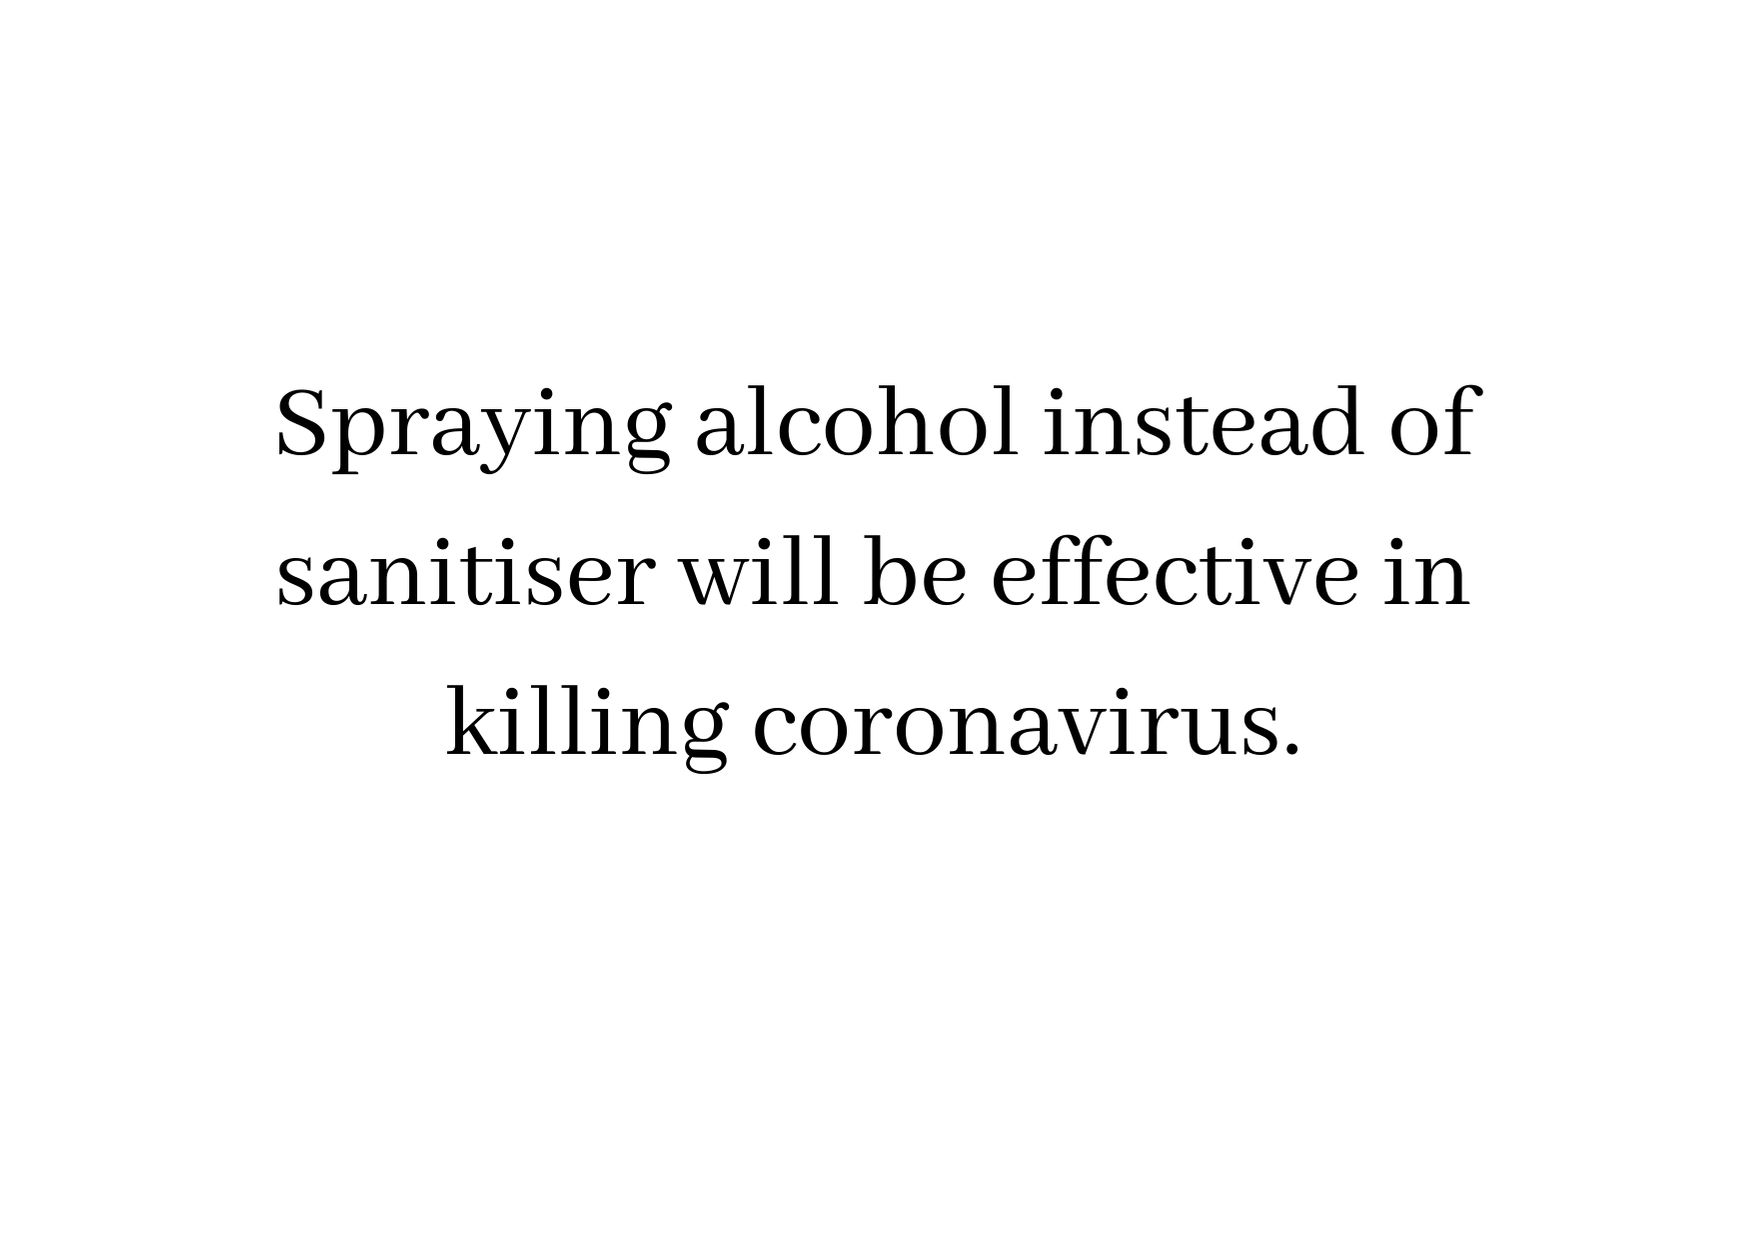 Spraying alcohol instead of
sanitiser will be effective in
killing coronavirus.